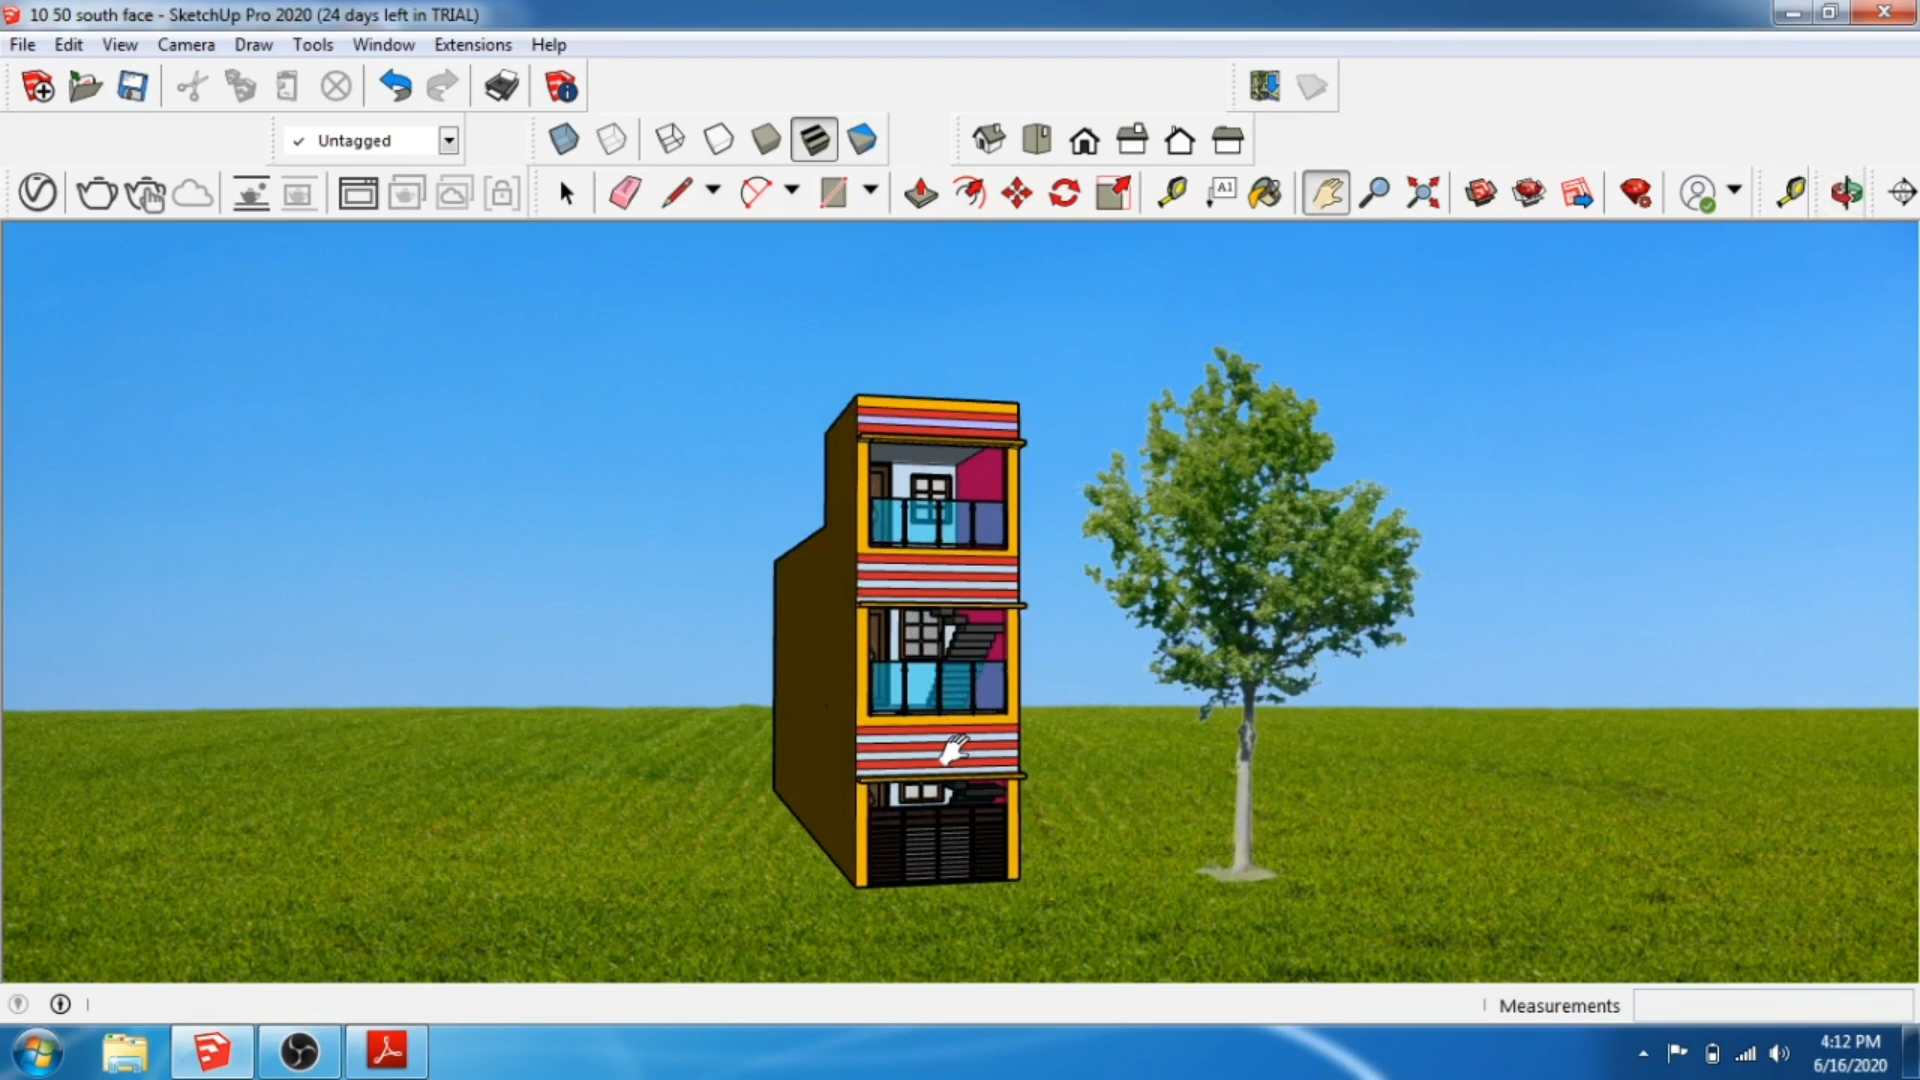 10 50 south face - SketchUp Pro 2020 (24 days left in TRIAL)
File Edit View Camera Draw Tools Window Extensions Help
Untagged
A1
Measurements
4:12 PM
6/16/2020